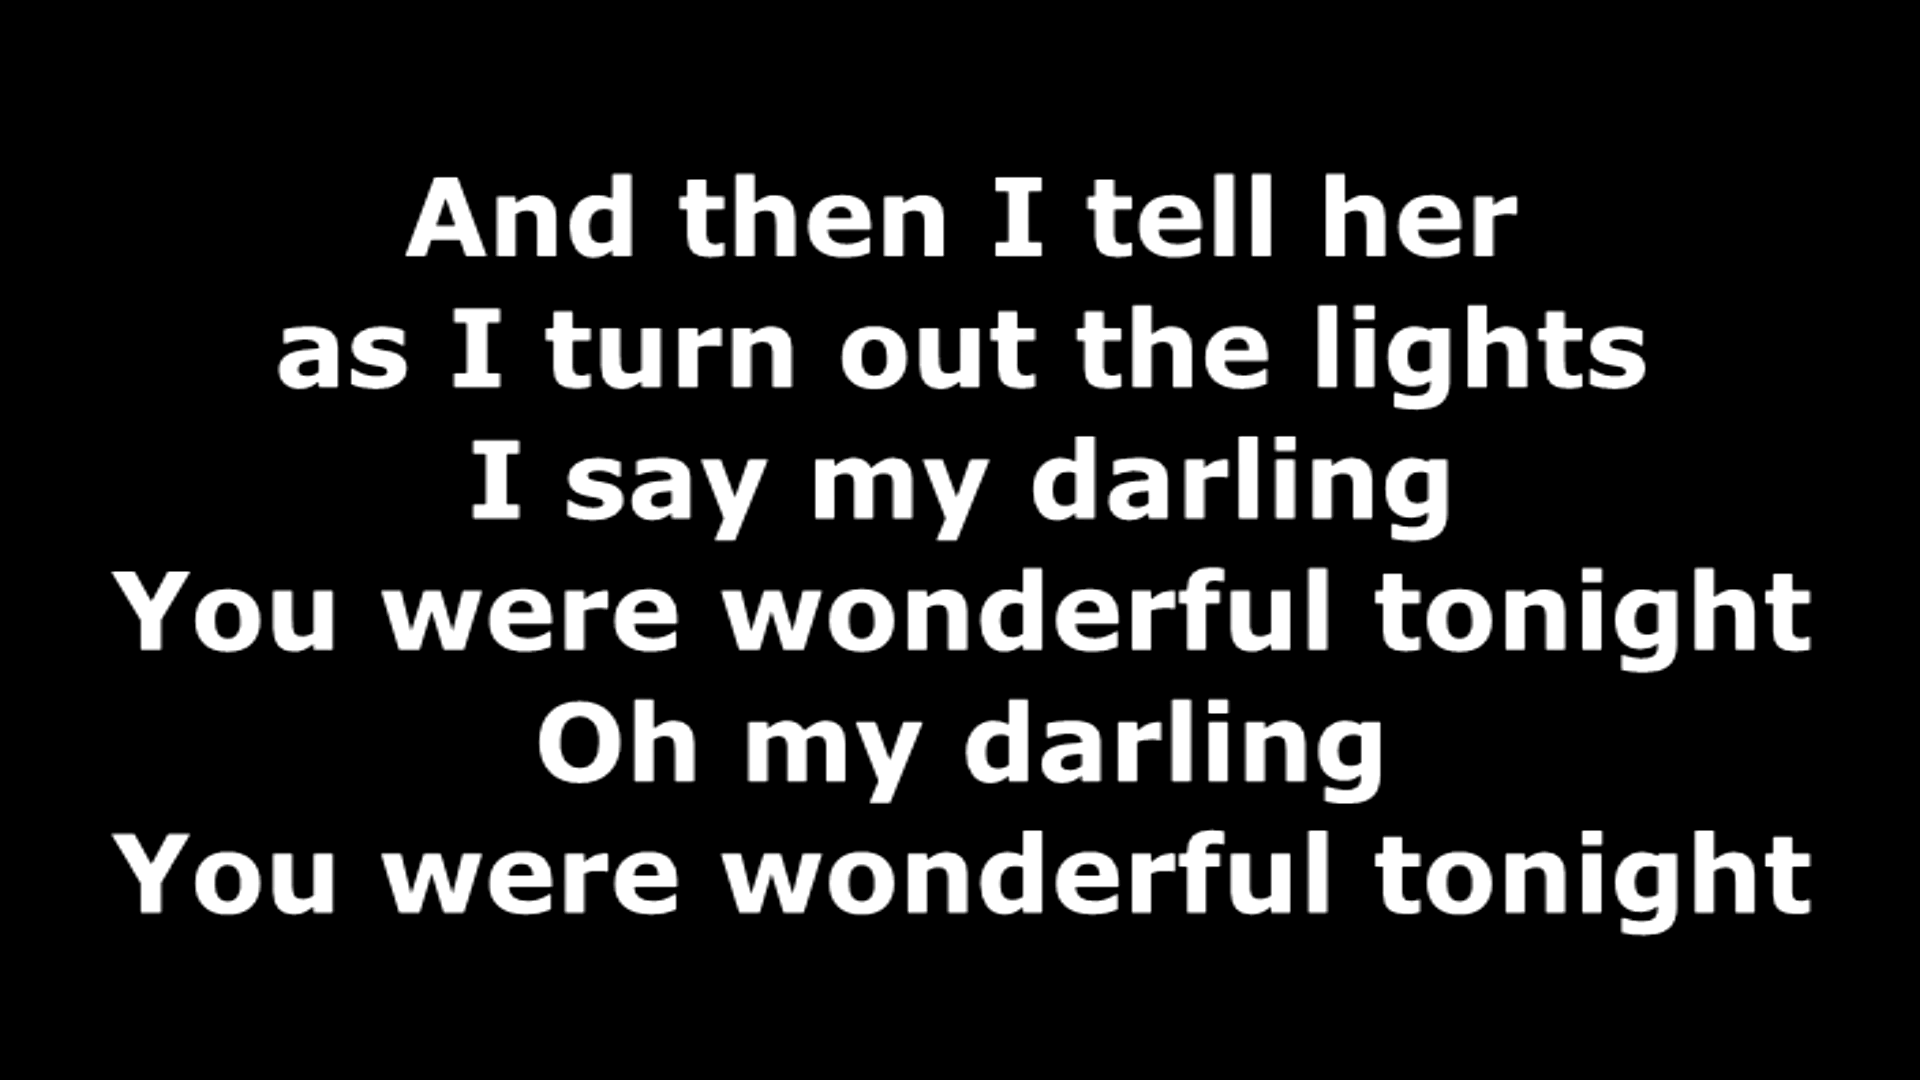 And then I tell her
as I turn out the lights
I say my darling
You were wonderful tonight
Oh my darling
You were wonderful tonight